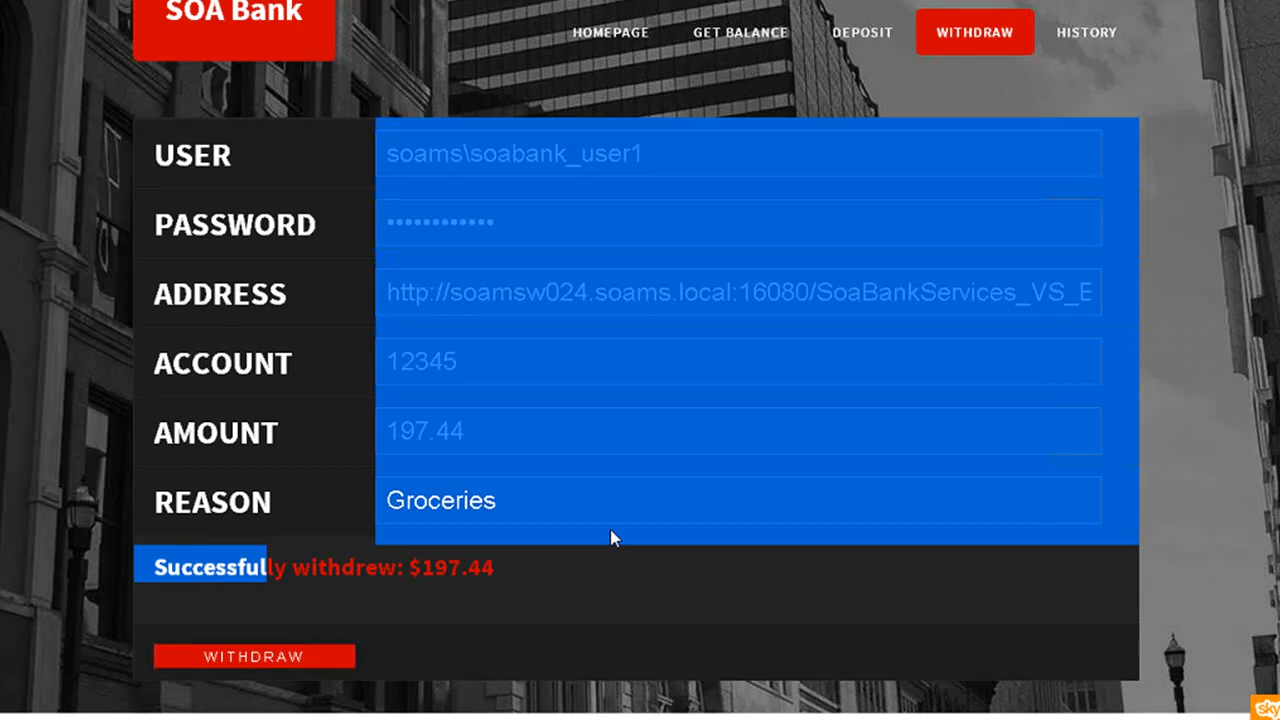 SOA Bank
HOMEPAGE GET BALANCE DEPOSIT WITHDRAW HISTORY
USER soams\soabank_user1
PASSWORD ••••••••••••
ADDRESS http://soamsw024.soams.local:16080/SoaBankServices_VS_E
ACCOUNT 12345
AMOUNT 197.44
REASON Groceries
Successfully withdrew: $197.44
WITHDRAW
sky